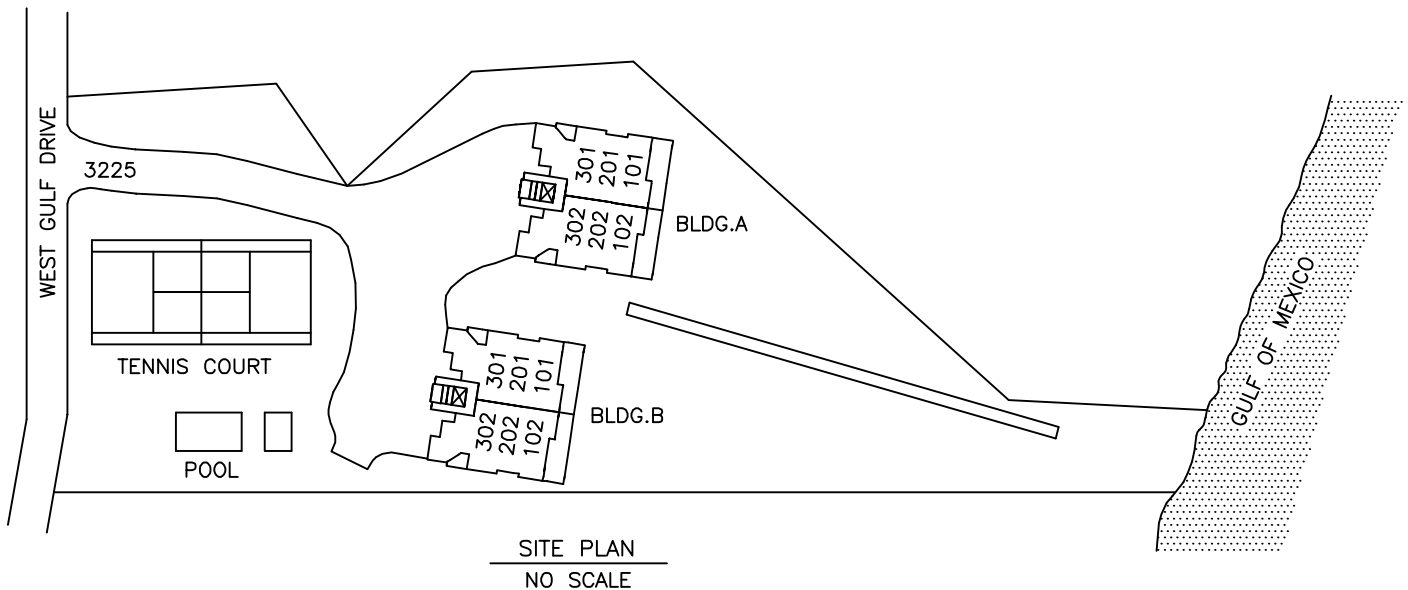 WEST GULF DRIVE
3225
301
201
101
302
202
102
BLDG.A
TENNIS COURT
301
201
101
302
202
102
BLDG.B
POOL
GULF OF MEXICO
SITE PLAN
NO SCALE